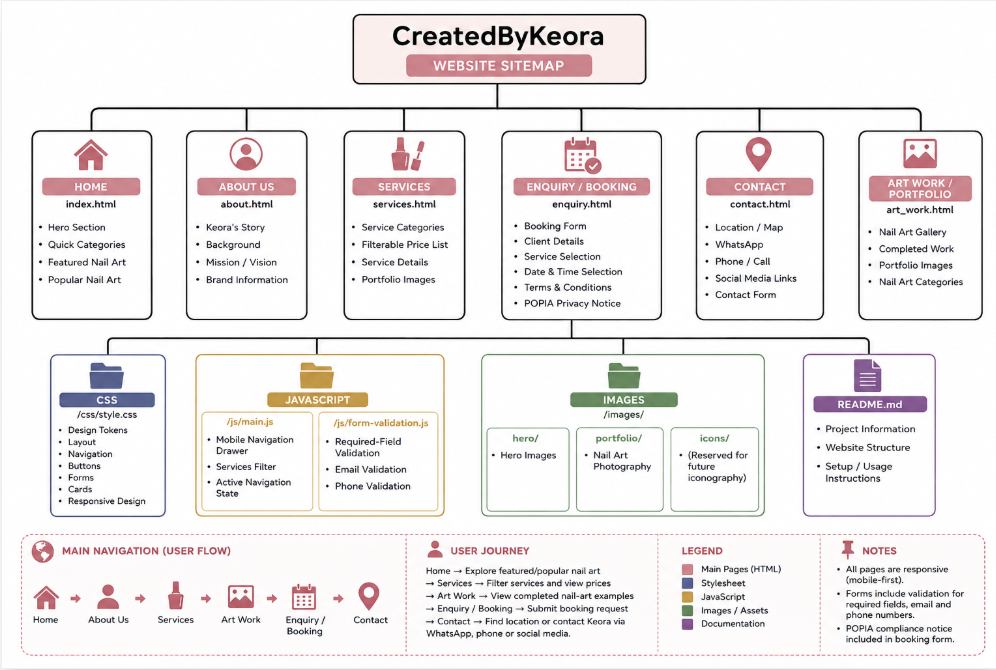 CreatedByKeora
WEBSITE SITEMAP
HOME
index.html
• Hero Section
• Quick Categories
• Featured Nail Art
• Popular Nail Art
ABOUT US
about.html
• Keora's Story
• Background
• Mission / Vision
• Brand Information
SERVICES
services.html
• Service Categories
• Filterable Price List
• Service Details
• Portfolio Images
ENQUIRY / BOOKING
enquiry.html
• Booking Form
• Client Details
• Service Selection
• Date & Time Selection
• Terms & Conditions
• POPIA Privacy Notice
CONTACT
contact.html
• Location / Map
• WhatsApp
• Phone / Call
• Social Media Links
• Contact Form
ART WORK /
PORTFOLIO
art_work.html
• Nail Art Gallery
• Completed Work
• Portfolio Images
• Nail Art Categories
CSS
/css/style.css
• Design Tokens
• Layout
• Navigation
• Buttons
• Forms
• Cards
• Responsive Design
JAVASCRIPT
/js/main.js
• Mobile Navigation
Drawer
• Services Filter
• Active Navigation
State
/js/form-validation.js
• Required-Field
Validation
• Email Validation
• Phone Validation
IMAGES
/images/
hero/
• Hero Images
portfolio/
• Nail Art
Photography
icons/
• (Reserved for
future
iconography)
README.md
• Project Information
• Website Structure
• Setup / Usage
Instructions
MAIN NAVIGATION (USER FLOW)
Home
About Us
Services
Art Work
Enquiry /
Booking
Contact
USER JOURNEY
Home → Explore featured/popular nail art
→ Services → Filter services and view prices
→ Art Work → View completed nail-art examples
→ Enquiry / Booking → Submit booking request
→ Contact → Find location or contact Keora via
WhatsApp, phone or social media.
LEGEND
Main Pages (HTML)
Stylesheet
JavaScript
Images / Assets
Documentation
NOTES
• All pages are responsive
(mobile-first).
• Forms include validation for
required fields, email and
phone numbers.
• POPIA compliance notice
included in booking form.